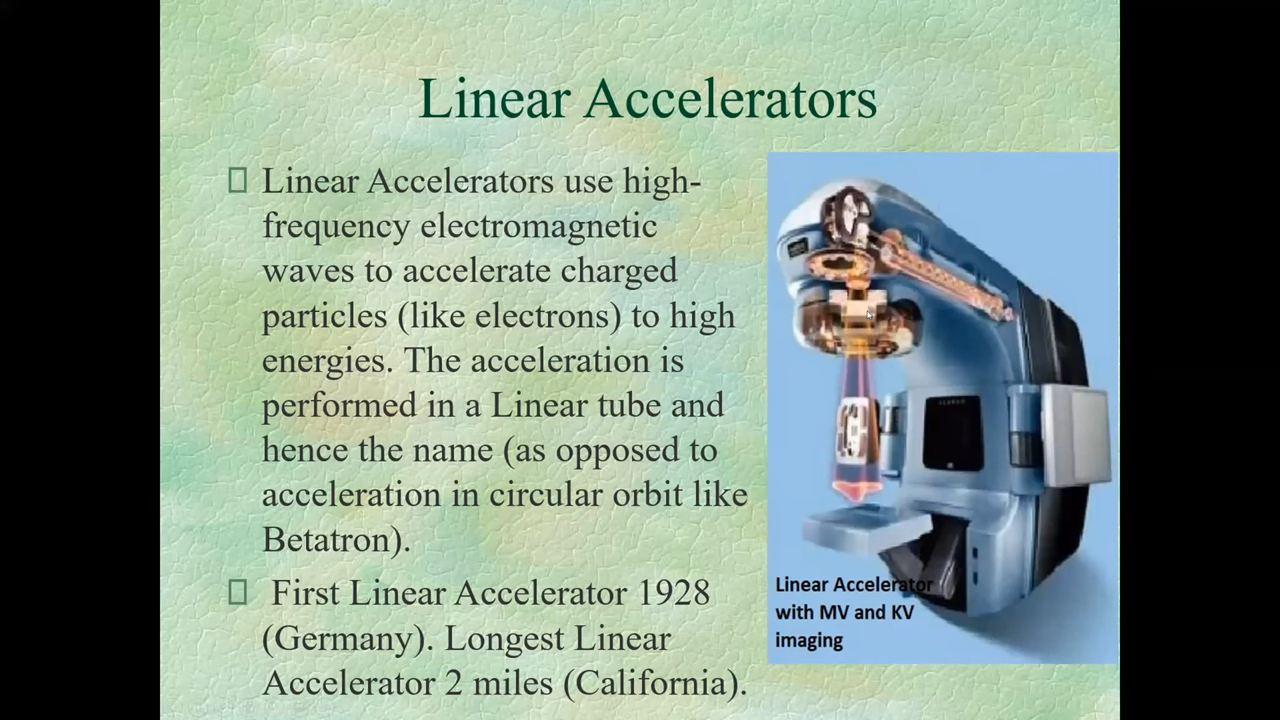 Linear Accelerators
Linear Accelerators use high-
frequency electromagnetic
waves to accelerate charged
particles (like electrons) to high
energies. The acceleration is
performed in a Linear tube and
hence the name (as opposed to
acceleration in circular orbit like
Betatron).
First Linear Accelerator 1928
(Germany). Longest Linear
Accelerator 2 miles (California).
Linear Accelerator
with MV and KV
imaging